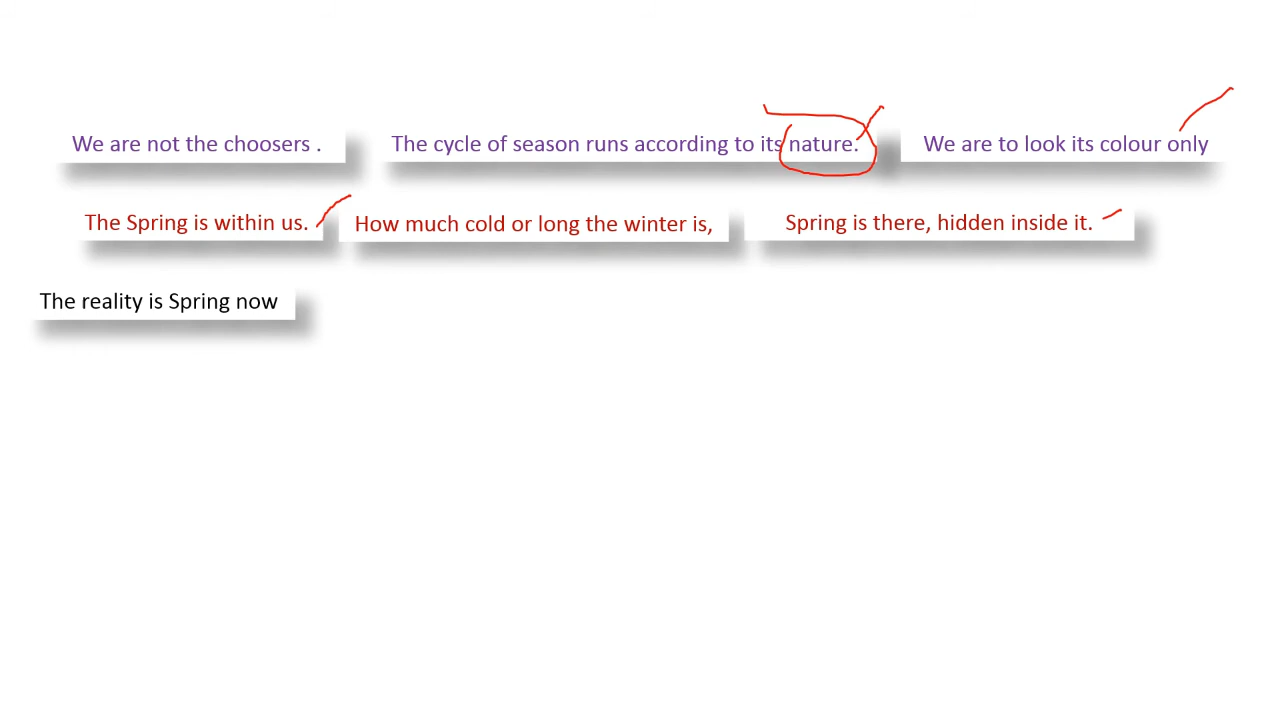 We are not the choosers . The cycle of season runs according to its nature. We are to look its colour only
The Spring is within us. How much cold or long the winter is, Spring is there, hidden inside it.
The reality is Spring now